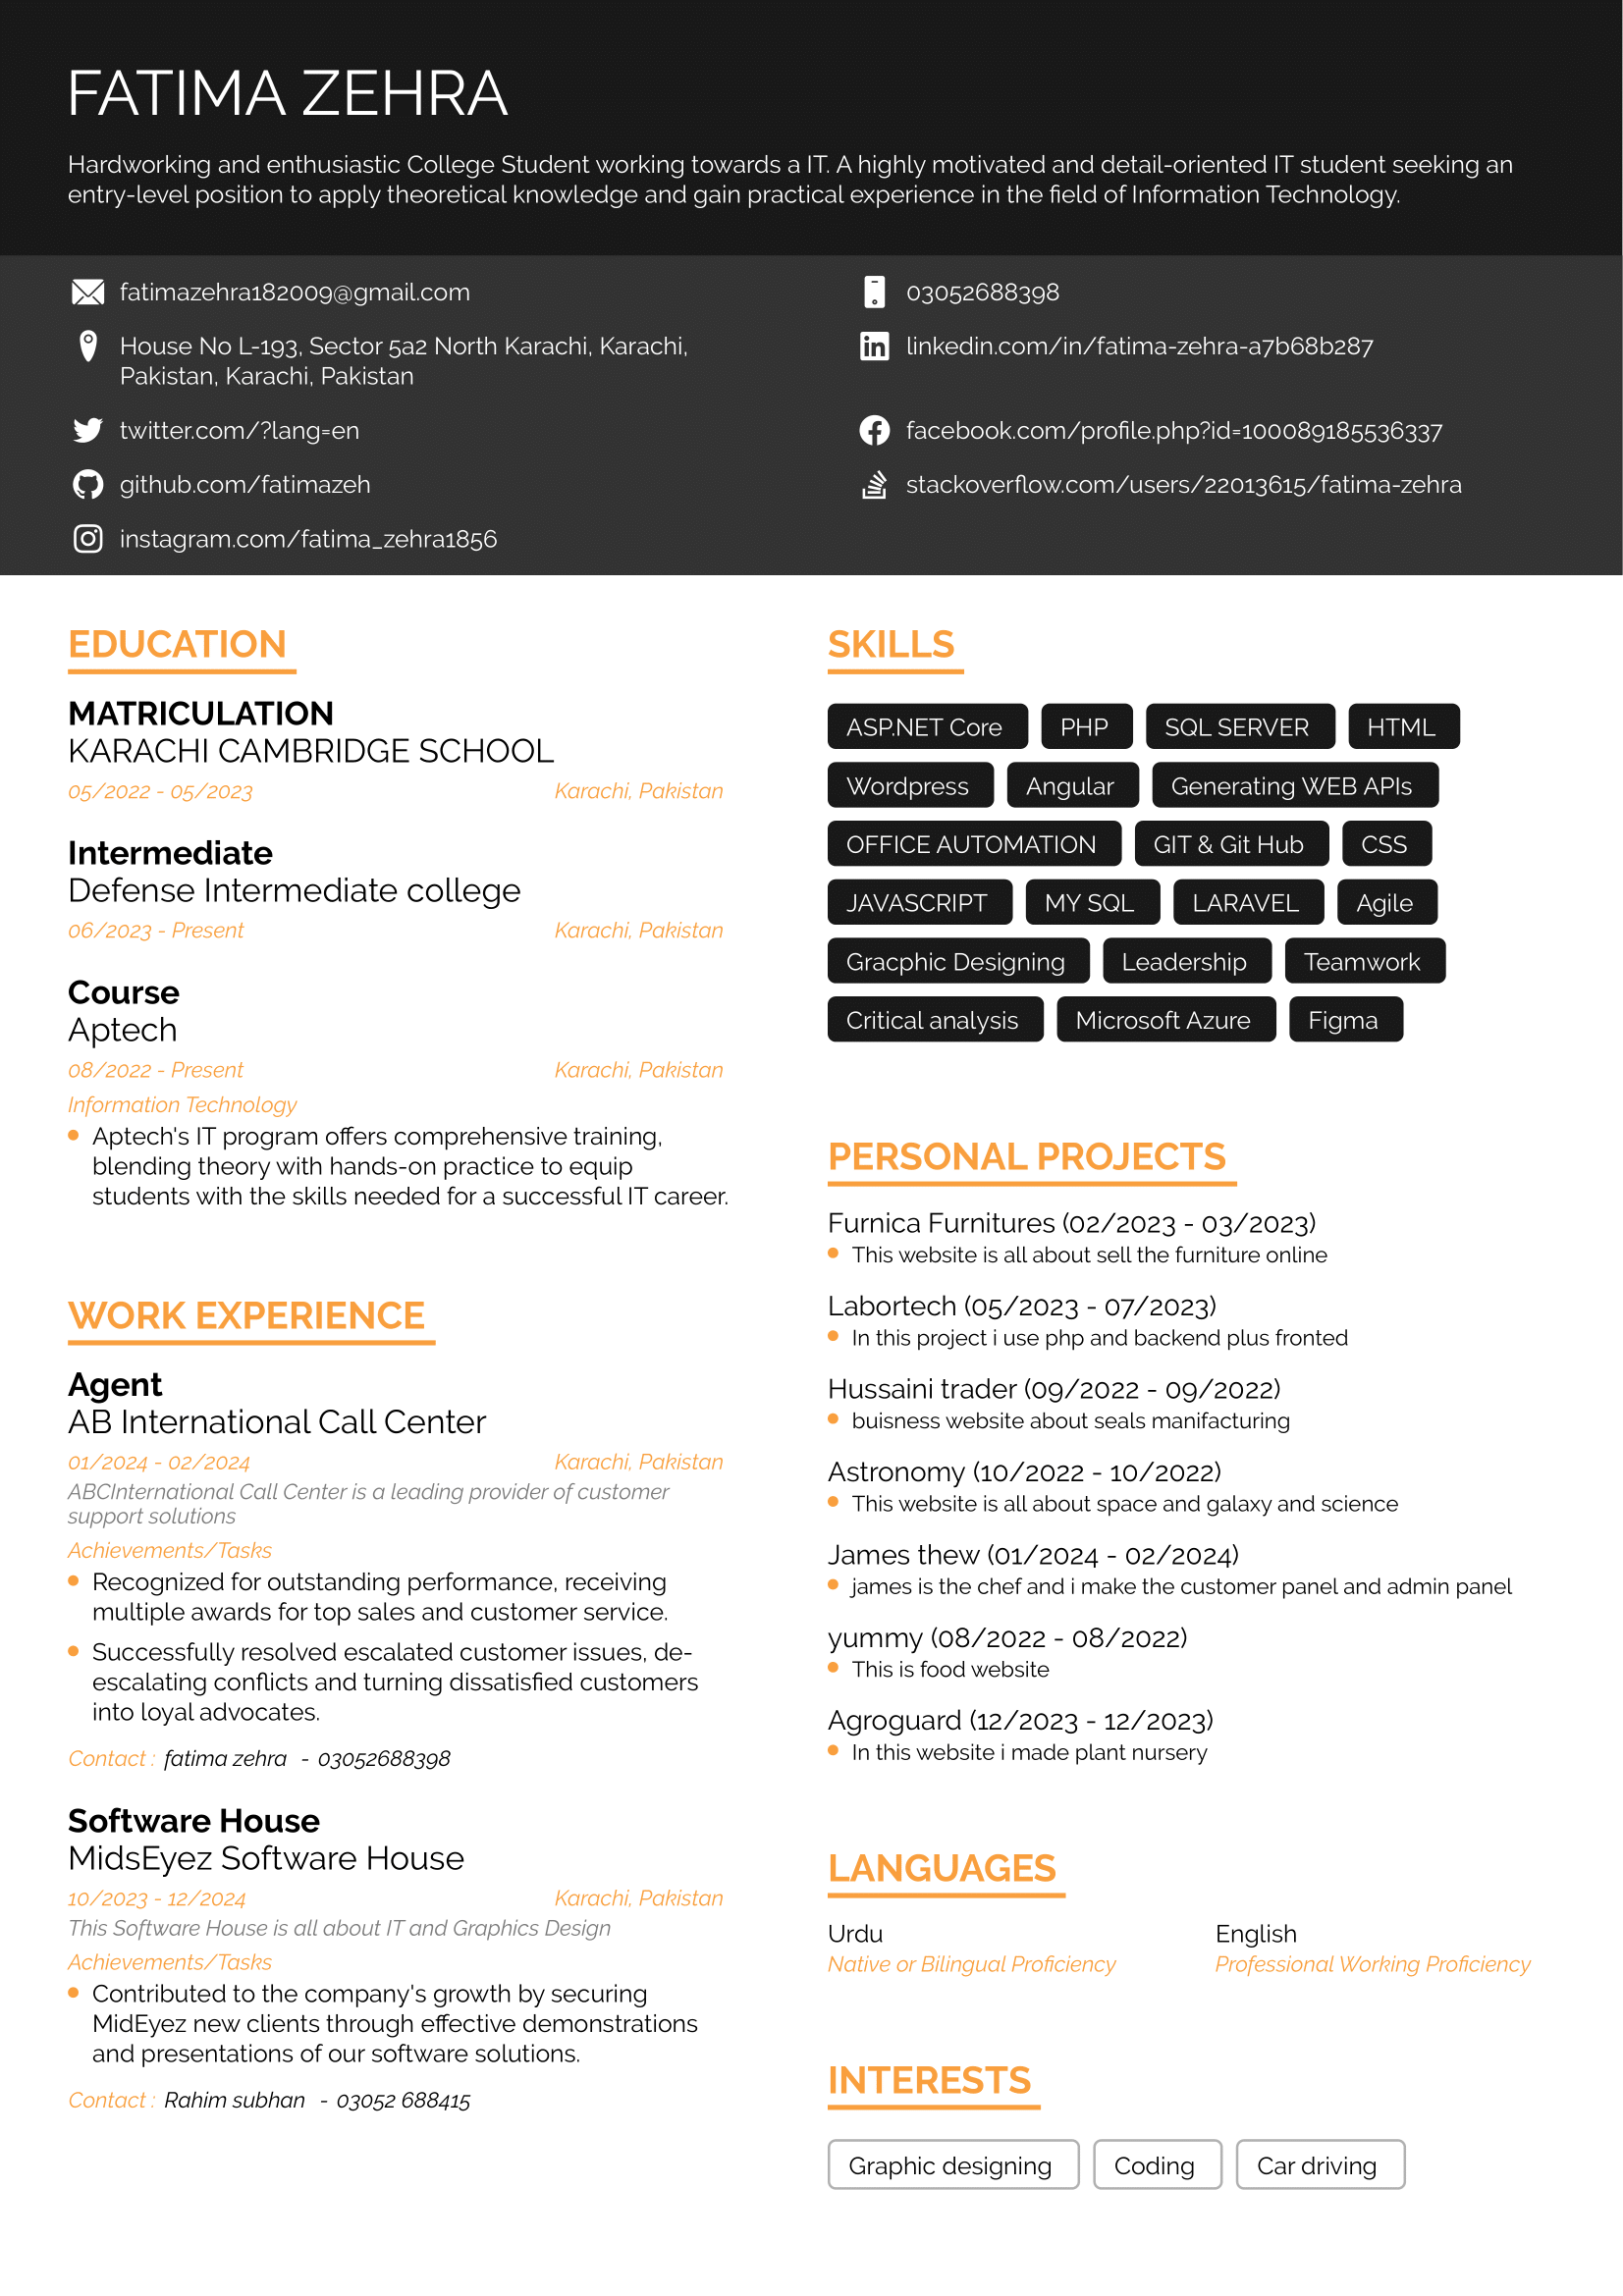 FATIMA ZEHRA
Hardworking and enthusiastic College Student working towards a IT. A highly motivated and detail-oriented IT student seeking an
entry-level position to apply theoretical knowledge and gain practical experience in the field of Information Technology.
fatimazehra182009@gmail.com
03052688398
House No L-193, Sector 5a2 North Karachi, Karachi,
Pakistan, Karachi, Pakistan
linkedin.com/in/fatima-zehra-a7b68b287
twitter.com/?lang=en
facebook.com/profile.php?id=100089185536337
github.com/fatimazeh
stackoverflow.com/users/22013615/fatima-zehra
instagram.com/fatima_zehra1856
EDUCATION
MATRICULATION
KARACHI CAMBRIDGE SCHOOL
05/2022 - 05/2023 Karachi, Pakistan
Intermediate
Defense Intermediate college
06/2023 - Present Karachi, Pakistan
Course
Aptech
08/2022 - Present Karachi, Pakistan
Information Technology
Aptech's IT program offers comprehensive training,
blending theory with hands-on practice to equip
students with the skills needed for a successful IT career.
WORK EXPERIENCE
Agent
AB International Call Center
01/2024 - 02/2024 Karachi, Pakistan
ABCInternational Call Center is a leading provider of customer
support solutions
Achievements/Tasks
Recognized for outstanding performance, receiving
multiple awards for top sales and customer service.
Successfully resolved escalated customer issues, de-
escalating conflicts and turning dissatisfied customers
into loyal advocates.
Contact : fatima zehra - 03052688398
Software House
MidsEyez Software House
10/2023 - 12/2024 Karachi, Pakistan
This Software House is all about IT and Graphics Design
Achievements/Tasks
Contributed to the company's growth by securing
MidEyez new clients through effective demonstrations
and presentations of our software solutions.
Contact : Rahim subhan - 03052 688415
SKILLS
ASP.NET Core PHP SQL SERVER HTML
Wordpress Angular Generating WEB APIs
OFFICE AUTOMATION GIT & Git Hub CSS
JAVASCRIPT MY SQL LARAVEL Agile
Gracphic Designing Leadership Teamwork
Critical analysis Microsoft Azure Figma
PERSONAL PROJECTS
Furnica Furnitures (02/2023 - 03/2023)
This website is all about sell the furniture online
Labortech (05/2023 - 07/2023)
In this project i use php and backend plus fronted
Hussaini trader (09/2022 - 09/2022)
buisness website about seals manifacturing
Astronomy (10/2022 - 10/2022)
This website is all about space and galaxy and science
James thew (01/2024 - 02/2024)
james is the chef and i make the customer panel and admin panel
yummy (08/2022 - 08/2022)
This is food website
Agroguard (12/2023 - 12/2023)
In this website i made plant nursery
LANGUAGES
Urdu English
Native or Bilingual Proficiency Professional Working Proficiency
INTERESTS
Graphic designing Coding Car driving